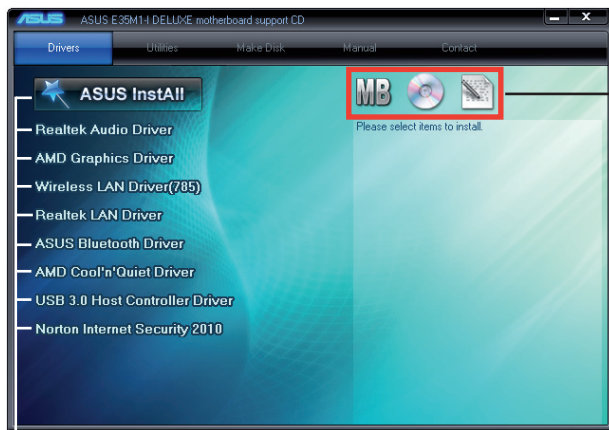 ASUS ASUS E35M1-I DELUXE motherboard support CD
Drivers Utilities Make Disk Manual Contact
ASUS InstAll
MB
Please select items to install.
Realtek Audio Driver
AMD Graphics Driver
Wireless LAN Driver(785)
Realtek LAN Driver
ASUS Bluetooth Driver
AMD Cool'n'Quiet Driver
USB 3.0 Host Controller Driver
Norton Internet Security 2010